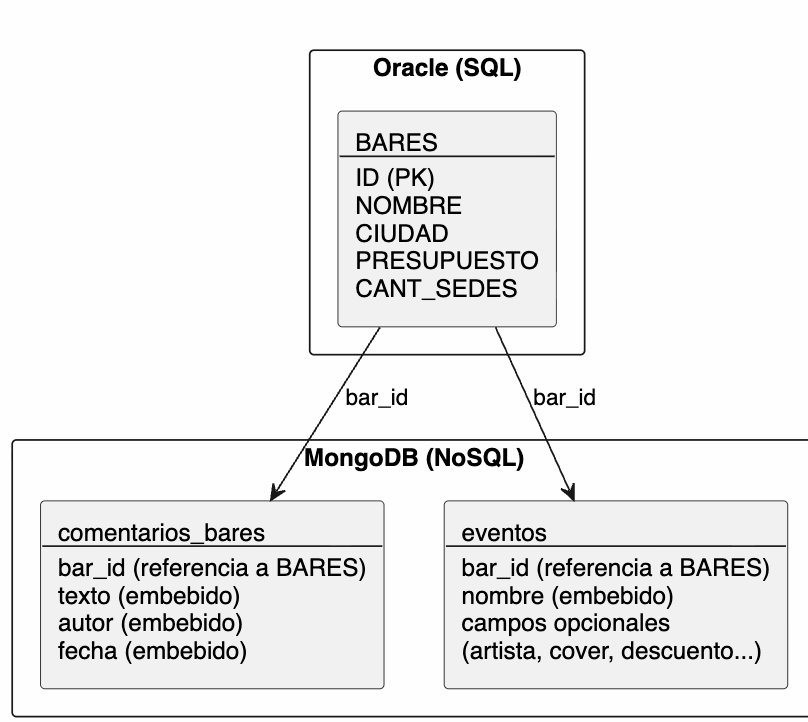 Oracle (SQL)
BARES
ID (PK)
NOMBRE
CIUDAD
PRESUPUESTO
CANT_SEDES
bar_id
bar_id
MongoDB (NoSQL)
comentarios_bares
bar_id (referencia a BARES)
texto (embebido)
autor (embebido)
fecha (embebido)
eventos
bar_id (referencia a BARES)
nombre (embebido)
campos opcionales
(artista, cover, descuento...)